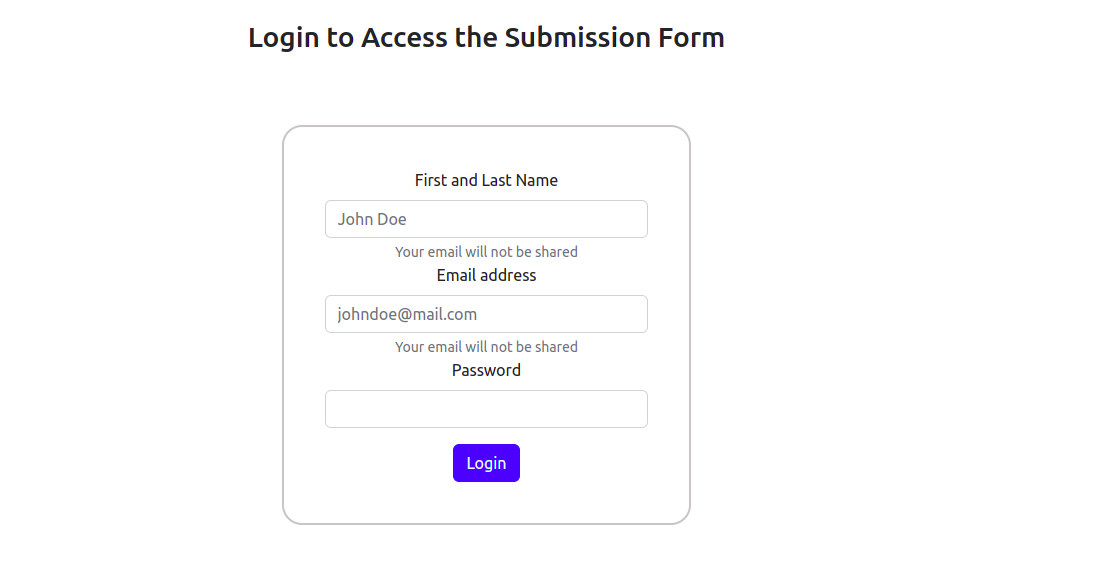 Login to Access the Submission Form
First and Last Name
John Doe
Your email will not be shared
Email address
johndoe@mail.com
Your email will not be shared
Password
Login